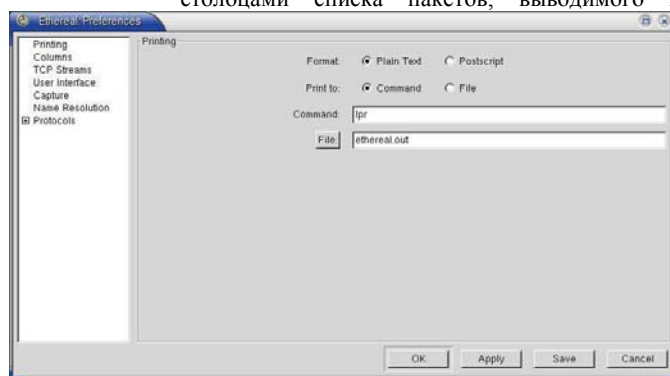 столоцами списка пакетов, выводимого
Ethereal Preferences
Printing
Columns
TCP Streams
User Interface
Capture
Name Resolution
Protocols
Printing
Format: Plain Text Postscript
Print to: Command File
Command: lpr
File: ethereal.out
OK Apply Save Cancel